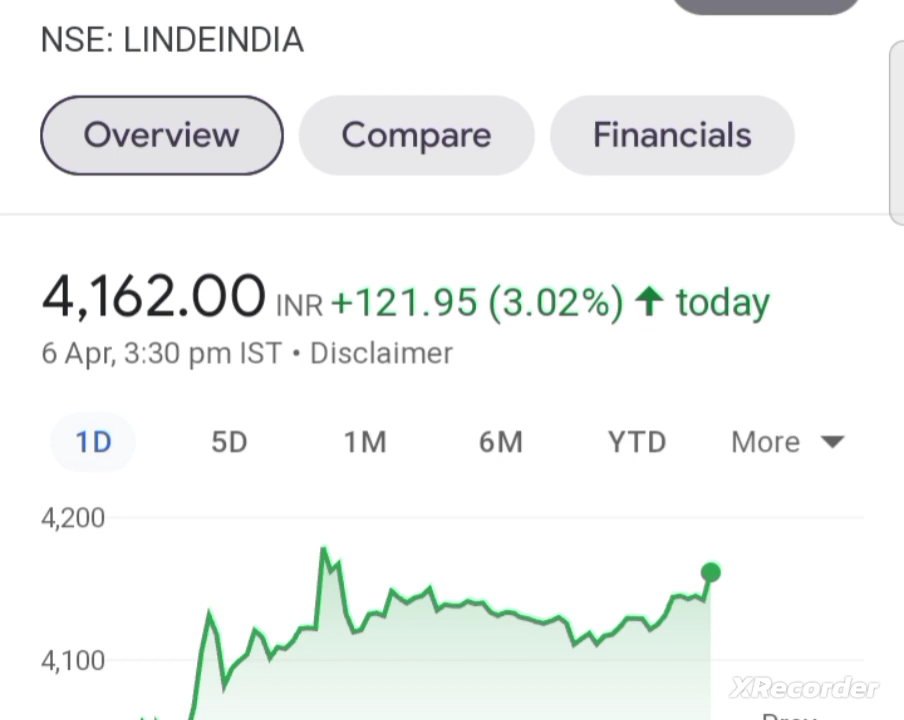 NSE: LINDEINDIA
Overview Compare Financials
4,162.00 INR +121.95 (3.02%) ↑ today
6 Apr, 3:30 pm IST • Disclaimer
1D 5D 1M 6M YTD More
4,200
4,100
XRecorder